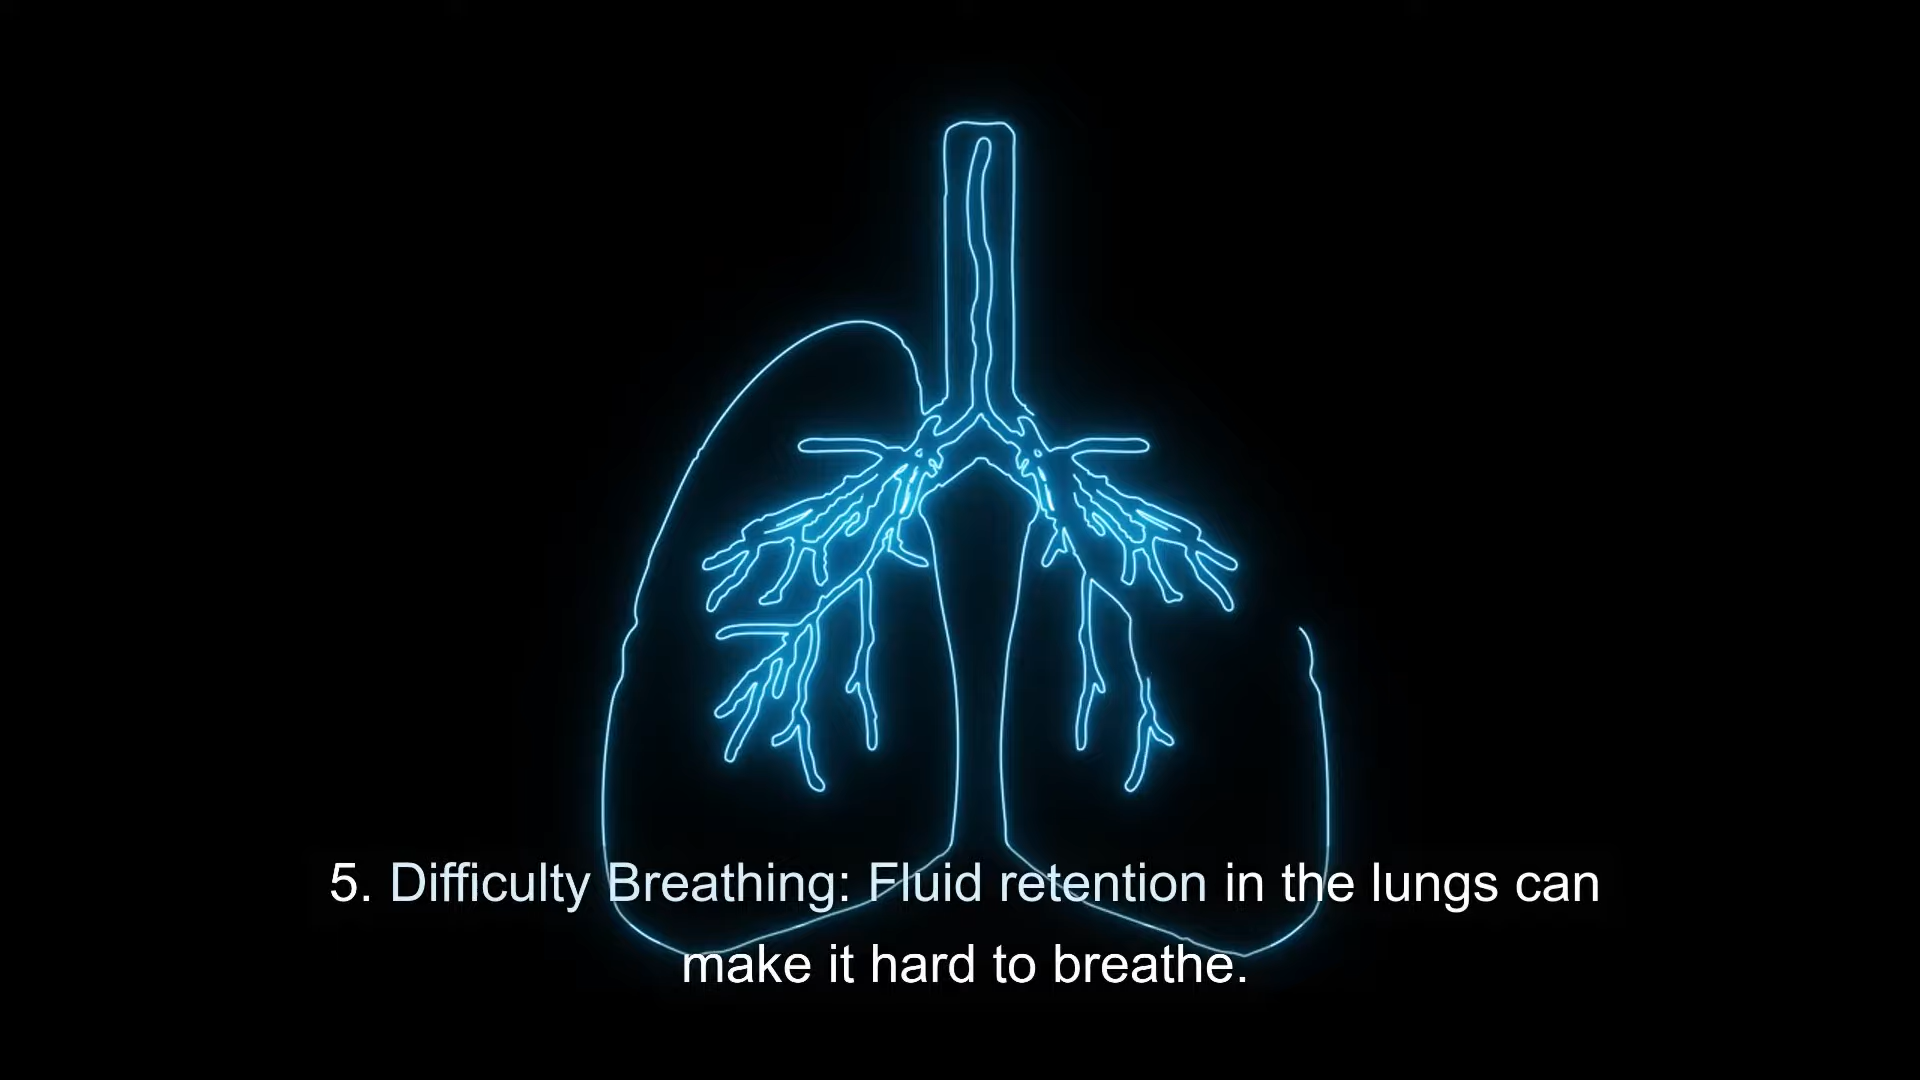 5. Difficulty Breathing: Fluid retention in the lungs can
make it hard to breathe.